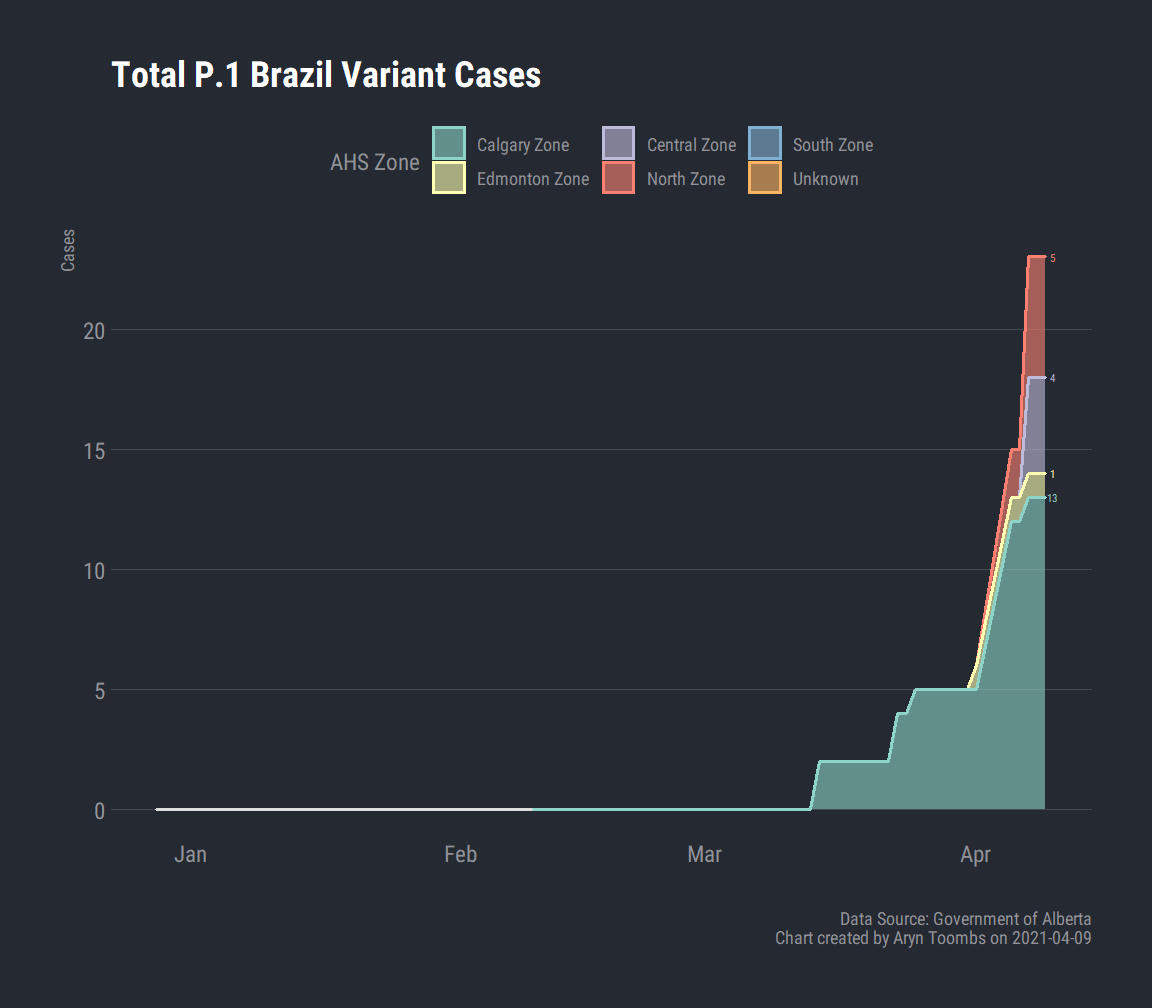 Total P.1 Brazil Variant Cases
AHS Zone
Calgary Zone
Central Zone
South Zone
Edmonton Zone
North Zone
Unknown
Cases
5
20
4
15
1
13
10
5
0
Jan
Feb
Mar
Apr
Data Source: Government of Alberta
Chart created by Aryn Toombs on 2021-04-09